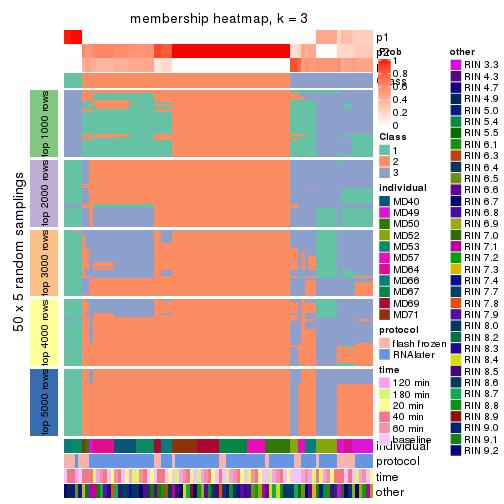 membership heatmap, k = 3
p1
p2
Class
50 x 5 random samplings
top 1000 rows
top 2000 rows
top 3000 rows
top 4000 rows
top 5000 rows
individual
protocol
time
other
Prob
1
0.8
0.6
0.4
0.2
0
Class
1
2
3
individual
MD40
MD49
MD50
MD52
MD53
MD57
MD64
MD66
MD67
MD69
MD71
protocol
flash frozen
RNAlater
time
120 min
180 min
20 min
40 min
60 min
baseline
other
RIN 3.3
RIN 4.3
RIN 4.7
RIN 4.9
RIN 5.0
RIN 5.4
RIN 5.5
RIN 6.1
RIN 6.3
RIN 6.4
RIN 6.5
RIN 6.6
RIN 6.7
RIN 6.8
RIN 6.9
RIN 7.0
RIN 7.1
RIN 7.2
RIN 7.3
RIN 7.4
RIN 7.7
RIN 7.8
RIN 7.9
RIN 8.0
RIN 8.2
RIN 8.3
RIN 8.4
RIN 8.5
RIN 8.6
RIN 8.7
RIN 8.8
RIN 8.9
RIN 9.0
RIN 9.1
RIN 9.2